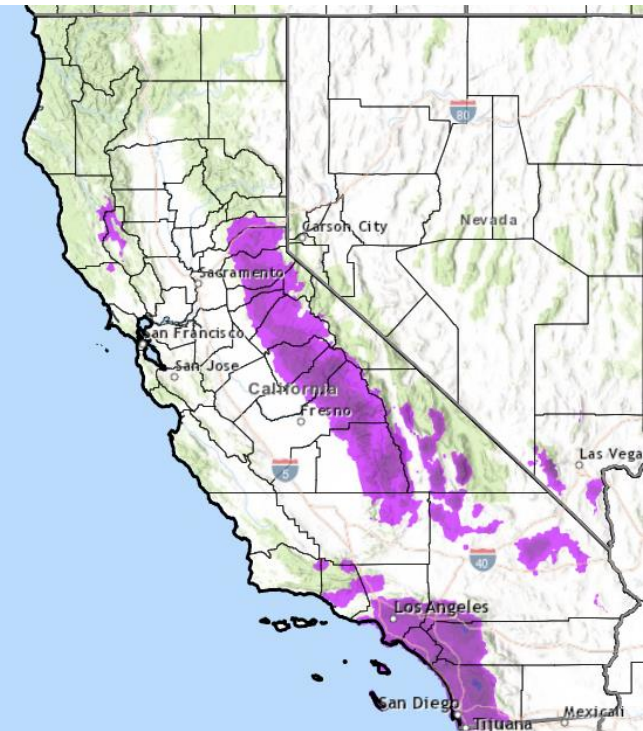 80
Carson City
Nevada
Sacramento
San Francisco
San Jose
California
Fresno
5
Las Vega
40
Los Angeles
San Diego
Tijuana
Mexicali